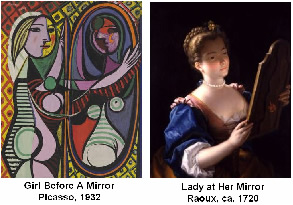 Girl Before A Mirror
Picasso, 1932
Lady at Her Mirror
Raoux, ca. 1720